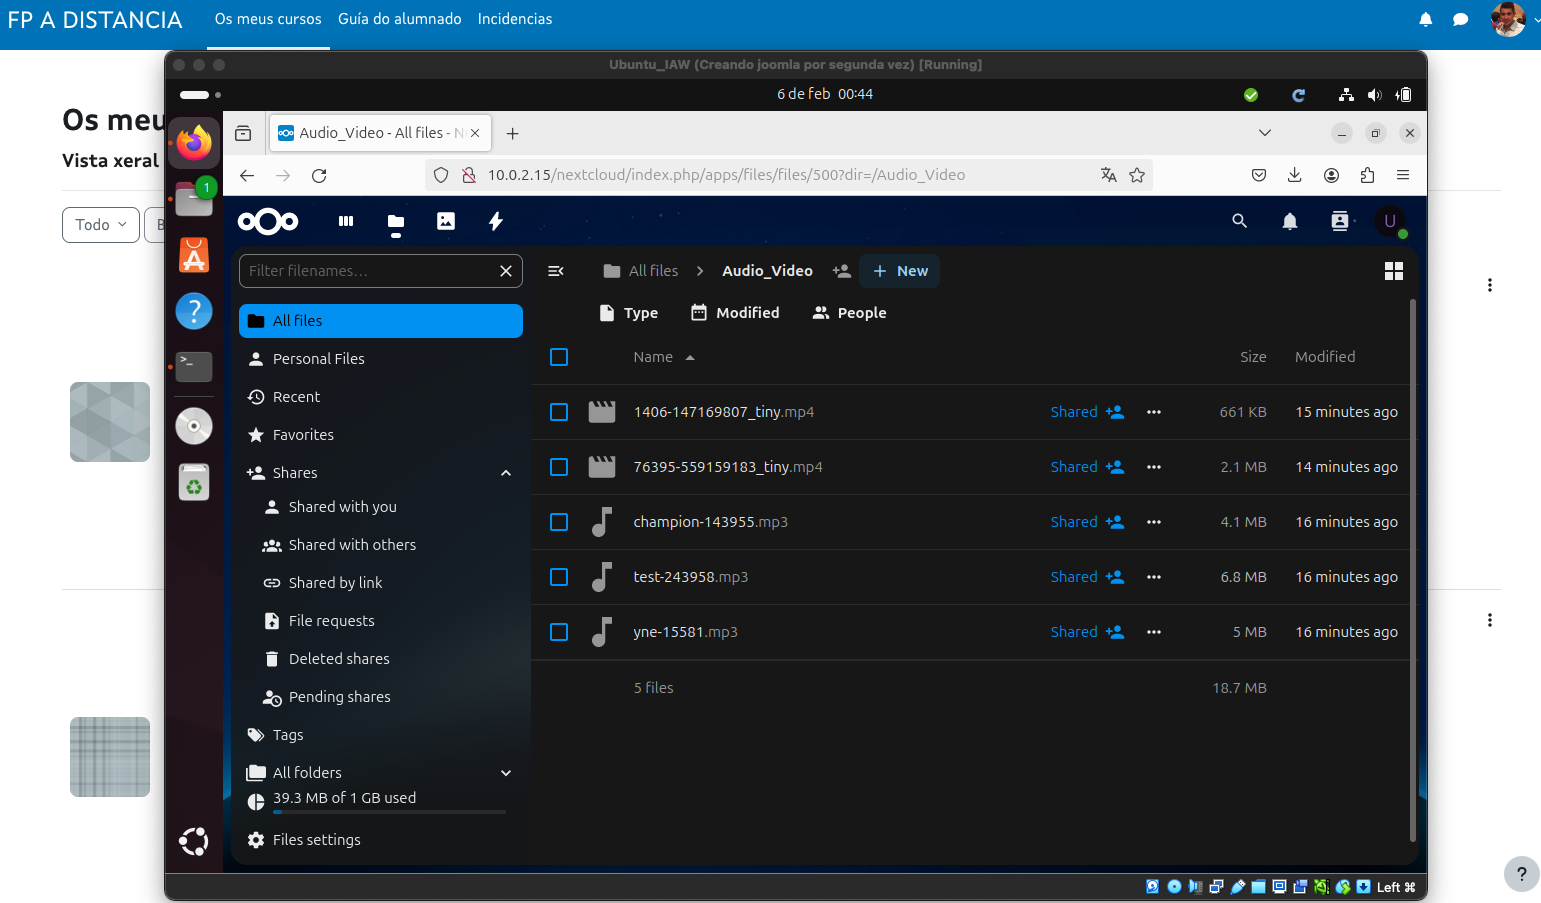 FP A DISTANCIA
Os meus cursos
Guía do alumnado
Incidencias
Ubuntu_IAW (Creando joomla por segunda vez) [Running]
6 de feb 00:44
Os meu
Vista xeral
Todo
B
1
Audio_Video - All files - N
10.0.2.15/nextcloud/index.php/apps/files/files/500?dir=/Audio_Video
U
Filter filenames…
All files
Audio_Video
+ New
Type
Modified
People
All files
Personal Files
Recent
Favorites
Shares
Shared with you
Shared with others
Shared by link
File requests
Deleted shares
Pending shares
Tags
All folders
39.3 MB of 1 GB used
Files settings
Name
Size
Modified
1406-147169807_tiny.mp4 Shared 661 KB 15 minutes ago
76395-559159183_tiny.mp4 Shared 2.1 MB 14 minutes ago
champion-143955.mp3 Shared 4.1 MB 16 minutes ago
test-243958.mp3 Shared 6.8 MB 16 minutes ago
yne-15581.mp3 Shared 5 MB 16 minutes ago
5 files 18.7 MB
Left ⌘
?